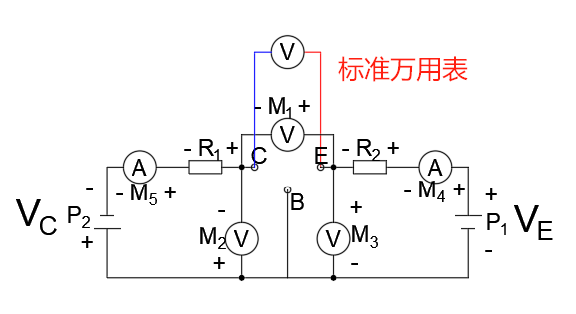 V
标准万用表
- M1 +
V
- R1 +
C
E
- R2 +
A
A
- M5 +
- M4 +
-
VC
P2
+
B
-
M2
V
+
+
V
M3
-
+
P1
VE
-